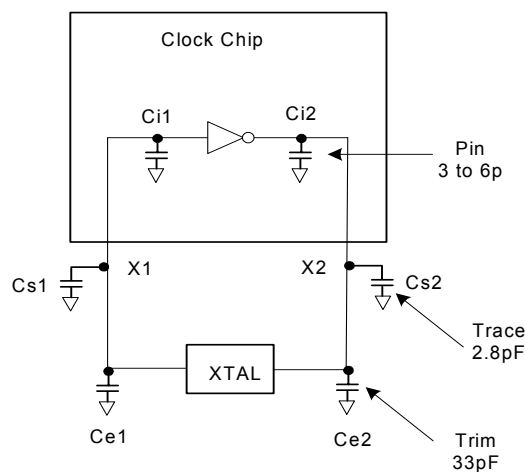 Clock Chip
Ci1
Ci2
Pin
3 to 6p
X1
X2
Cs1
Cs2
Trace
2.8pF
XTAL
Ce1
Ce2
Trim
33pF